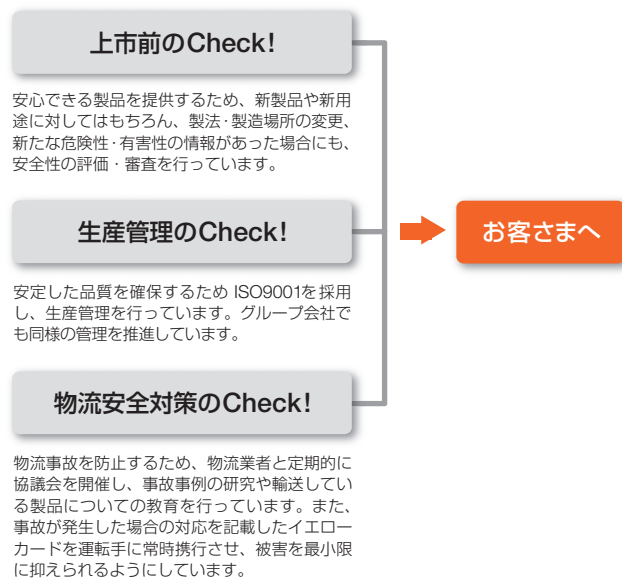 上市前のCheck!
安心できる製品を提供するため、新製品や新用
途に対してはもちろん、製法・製造場所の変更、
新たな危険性・有害性の情報があった場合にも、
安全性の評価・審査を行っています。
生産管理のCheck!
お客さまへ
安定した品質を確保するため ISO9001を採用
し、生産管理を行っています。グループ会社で
も同様の管理を推進しています。
物流安全対策のCheck!
物流事故を防止するため、物流業者と定期的に
協議会を開催し、事故事例の研究や輸送してい
る製品についての教育を行っています。また、
事故が発生した場合の対応を記載したイエロー
カードを運転手に常時携行させ、被害を最小限
に抑えられるようにしています。